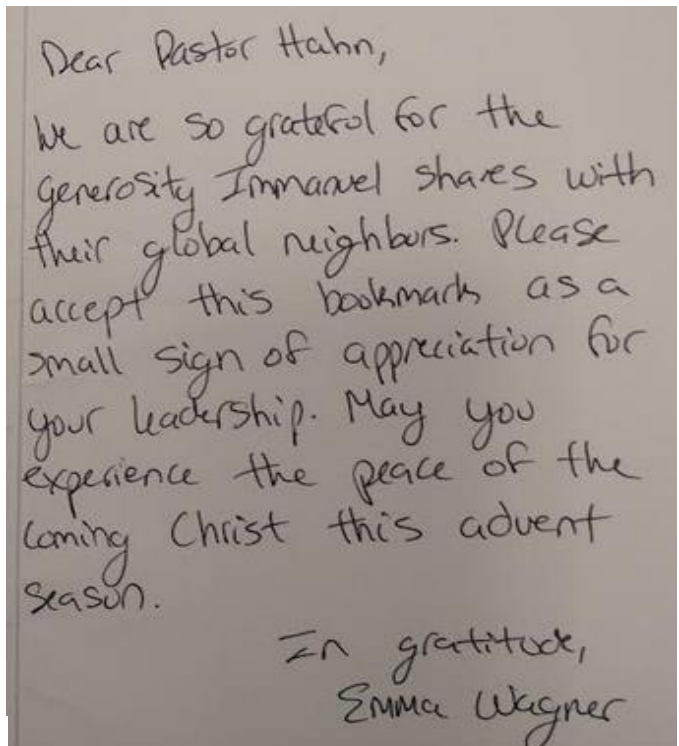 Dear Pastor Hahn,
We are so grateful for the
generosity Immanuel shares with
their global neighbors. Please
accept this bookmark as a
small sign of appreciation for
your leadership. May you
experience the peace of the
coming Christ this advent
season.
In gratitude,
Emma Wagner